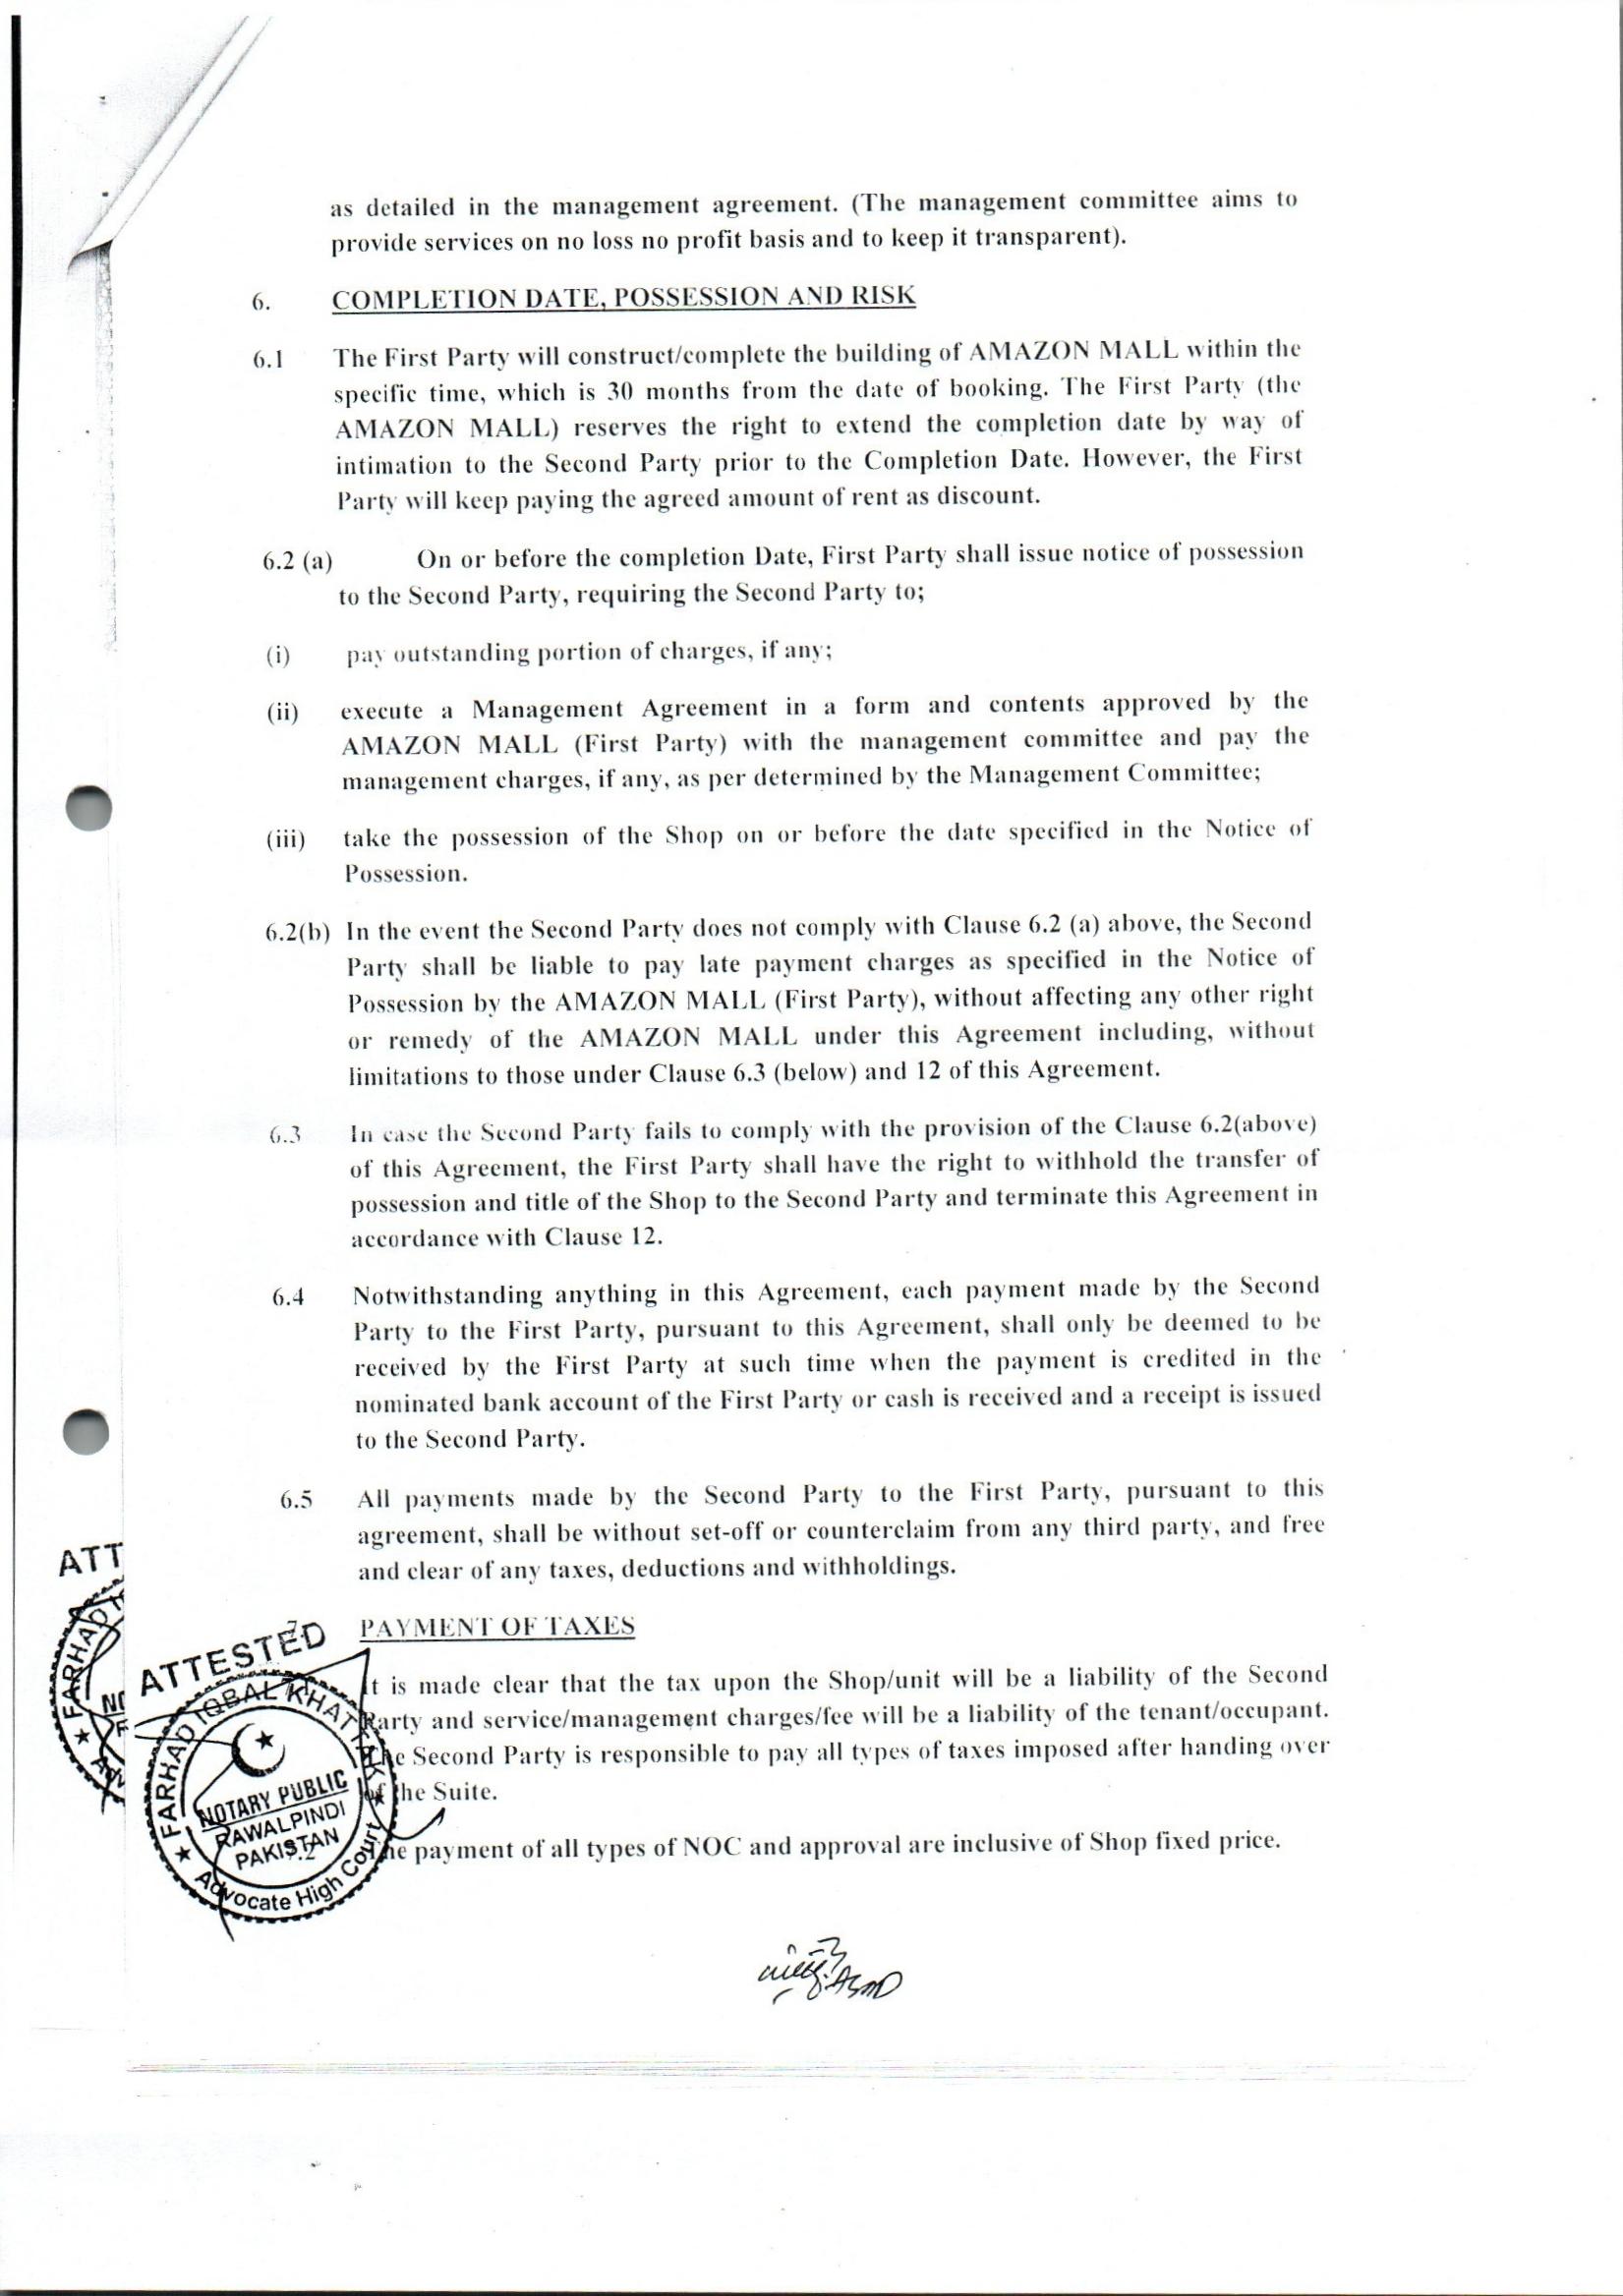 as detailed in the management agreement. (The management committee aims to
provide services on no loss no profit basis and to keep it transparent).
6. COMPLETION DATE, POSSESSION AND RISK
6.1 The First Party will construct/complete the building of AMAZON MALL within the
specific time, which is 30 months from the date of booking. The First Party (the
AMAZON MALL) reserves the right to extend the completion date by way of
intimation to the Second Party prior to the Completion Date. However, the First
Party will keep paying the agreed amount of rent as discount.
6.2 (a) On or before the completion Date, First Party shall issue notice of possession
to the Second Party, requiring the Second Party to;
(i) pay outstanding portion of charges, if any;
(ii) execute a Management Agreement in a form and contents approved by the
AMAZON MALL (First Party) with the management committee and pay the
management charges, if any, as per determined by the Management Committee;
(iii) take the possession of the Shop on or before the date specified in the Notice of
Possession.
6.2(b) In the event the Second Party does not comply with Clause 6.2 (a) above, the Second
Party shall be liable to pay late payment charges as specified in the Notice of
Possession by the AMAZON MALL (First Party), without affecting any other right
or remedy of the AMAZON MALL under this Agreement including, without
limitations to those under Clause 6.3 (below) and 12 of this Agreement.
6.3 In case the Second Party fails to comply with the provision of the Clause 6.2(above)
of this Agreement, the First Party shall have the right to withhold the transfer of
possession and title of the Shop to the Second Party and terminate this Agreement in
accordance with Clause 12.
6.4 Notwithstanding anything in this Agreement, each payment made by the Second
Party to the First Party, pursuant to this Agreement, shall only be deemed to be
received by the First Party at such time when the payment is credited in the
nominated bank account of the First Party or cash is received and a receipt is issued
to the Second Party.
6.5 All payments made by the Second Party to the First Party, pursuant to this
agreement, shall be without set-off or counterclaim from any third party, and free
and clear of any taxes, deductions and withholdings.
7. PAYMENT OF TAXES
It is made clear that the tax upon the Shop/unit will be a liability of the Second
Party and service/management charges/fee will be a liability of the tenant/occupant.
The Second Party is responsible to pay all types of taxes imposed after handing over
of the Suite.
7.2 The payment of all types of NOC and approval are inclusive of Shop fixed price.
ATT
FARHAD
ATTESTED
FARHAD IQBAL KHATTAK
NOTARY PUBLIC
RAWALPINDI
PAKISTAN
Advocate High Court
ASAD